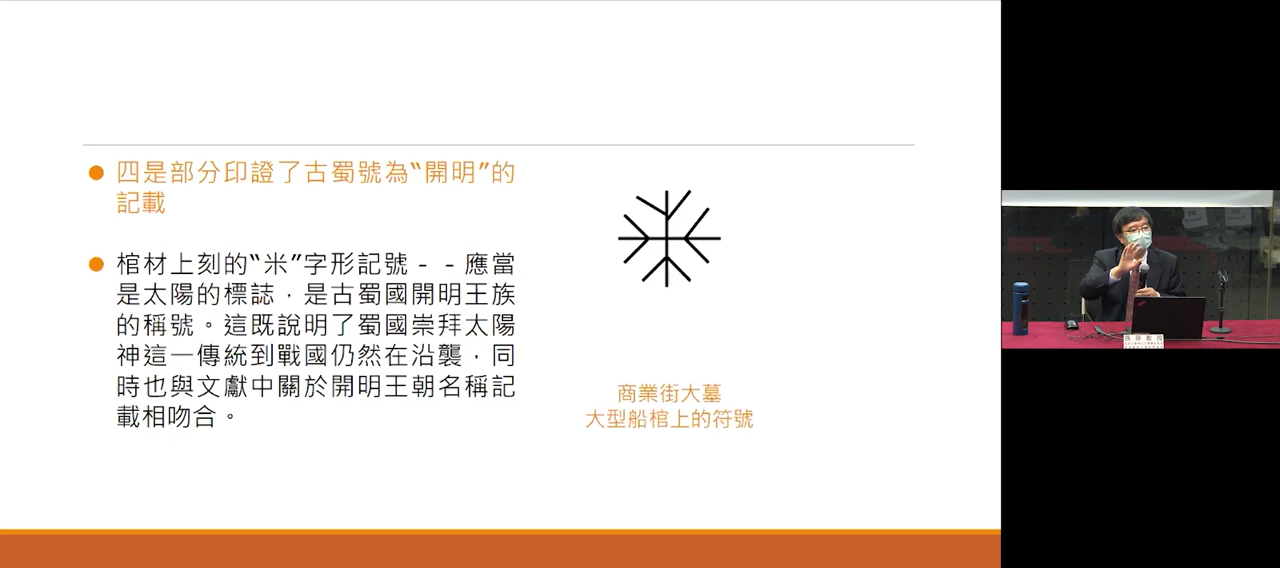 四是部分印證了古蜀號為“開明”的
記載
棺材上刻的“米”字形記號--應當
是太陽的標誌，是古蜀國開明王族
的稱號。這既說明了蜀國崇拜太陽
神這一傳統到戰國仍然在沿襲，同
時也與文獻中關於開明王朝名稱記
載相吻合。
商業街大墓
大型船棺上的符號